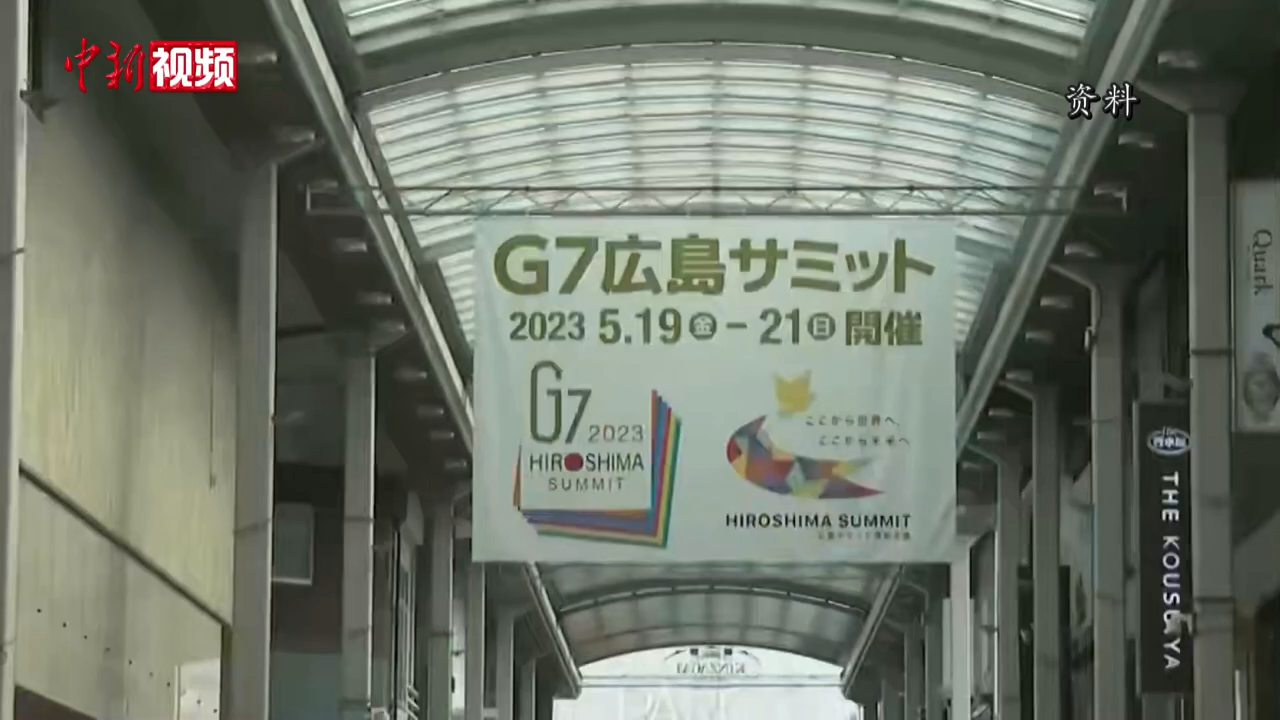 中新视频
资料
G7広島サミット
2023 5.19㊎-21㊐開催
G7 2023
HIROSHIMA
SUMMIT
ここから世界へ、
ここから未来へ
HIROSHIMA SUMMIT
Quark
THE KOUSUIYA